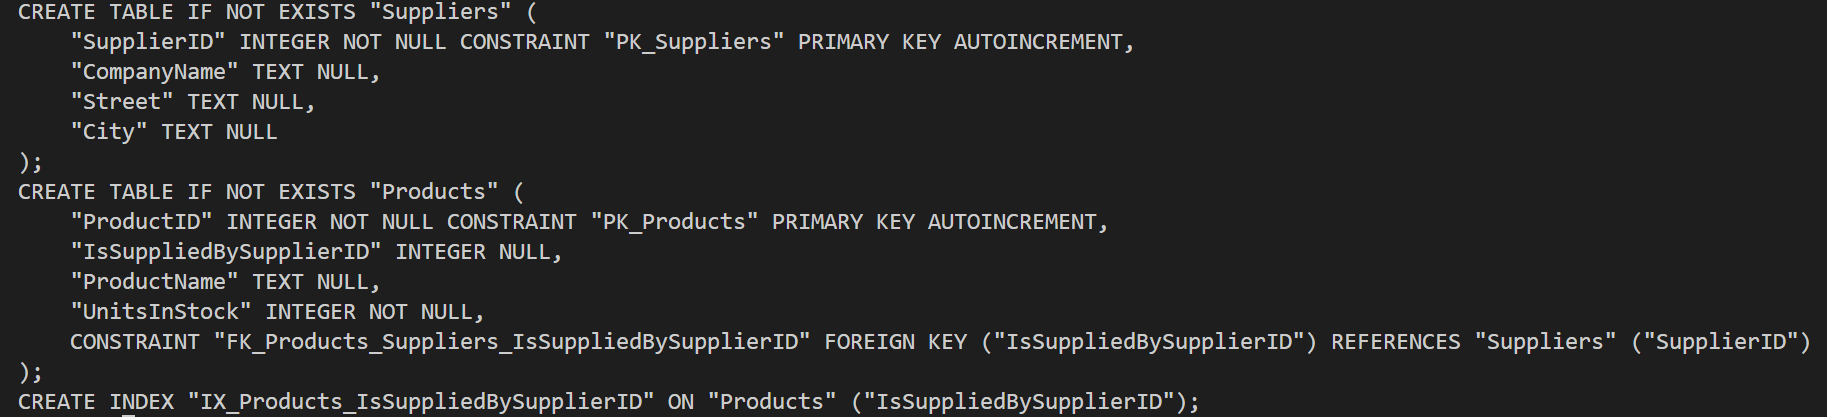 CREATE TABLE IF NOT EXISTS "Suppliers" (
    "SupplierID" INTEGER NOT NULL CONSTRAINT "PK_Suppliers" PRIMARY KEY AUTOINCREMENT,
    "CompanyName" TEXT NULL,
    "Street" TEXT NULL,
    "City" TEXT NULL
);
CREATE TABLE IF NOT EXISTS "Products" (
    "ProductID" INTEGER NOT NULL CONSTRAINT "PK_Products" PRIMARY KEY AUTOINCREMENT,
    "IsSuppliedBySupplierID" INTEGER NULL,
    "ProductName" TEXT NULL,
    "UnitsInStock" INTEGER NOT NULL,
    CONSTRAINT "FK_Products_Suppliers_IsSuppliedBySupplierID" FOREIGN KEY ("IsSuppliedBySupplierID") REFERENCES "Suppliers" ("SupplierID")
);
CREATE INDEX "IX_Products_IsSuppliedBySupplierID" ON "Products" ("IsSuppliedBySupplierID");